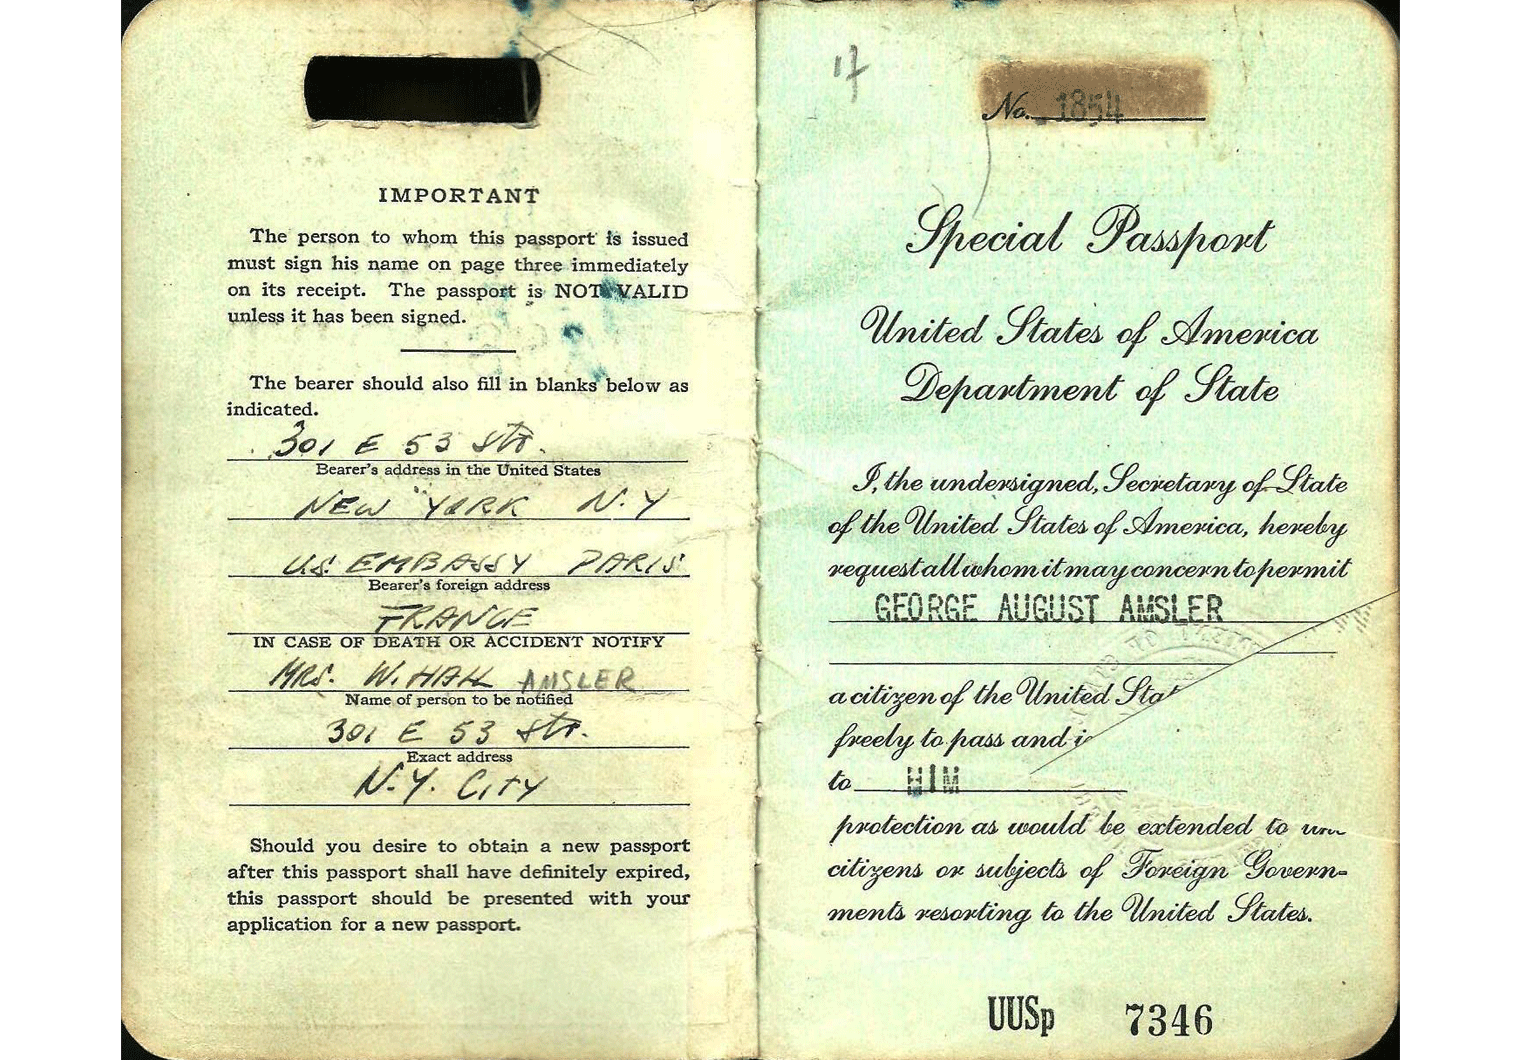 IMPORTANT
The person to whom this passport is issued
must sign his name on page three immediately
on its receipt. The passport is NOT VALID
unless it has been signed.
The bearer should also fill in blanks below as
indicated.
301 E 53 Str.
Bearer's address in the United States
NEW YORK N.Y
U.S. EMBASSY PARIS
Bearer's foreign address
FRANCE
IN CASE OF DEATH OR ACCIDENT NOTIFY
MRS. W. HALL AMSLER
Name of person to be notified
301 E 53 Str.
Exact address
N.Y. CITY
Should you desire to obtain a new passport
after this passport shall have definitely expired,
this passport should be presented with your
application for a new passport.
No. 1854
Special Passport
United States of America
Department of State
I, the undersigned, Secretary of State
of the United States of America, hereby
request all whom it may concern to permit
GEORGE AUGUST AMSLER
a citizen of the United Stat
freely to pass and
to HIM
protection as would be extended to
citizens or subjects of Foreign Govern-
ments resorting to the United States.
UUSp 7346